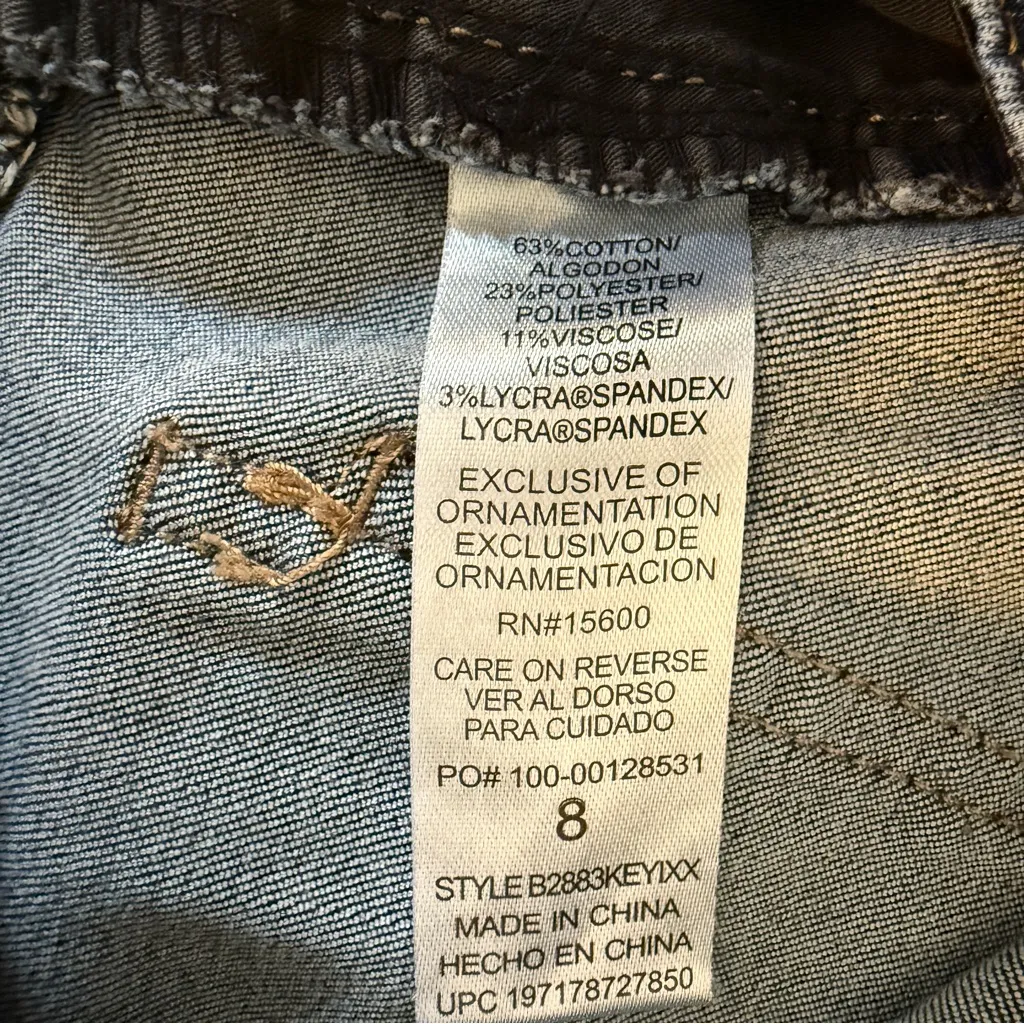 63%COTTON/
ALGODON
23%POLYESTER/
POLIESTER
11%VISCOSE/
VISCOSA
3%LYCRA®SPANDEX/
LYCRA®SPANDEX
EXCLUSIVE OF
ORNAMENTATION
EXCLUSIVO DE
ORNAMENTACION
RN#15600
CARE ON REVERSE
VER AL DORSO
PARA CUIDADO
PO# 100-00128531
8
STYLE B2883KEYIXX
MADE IN CHINA
HECHO EN CHINA
UPC 197178727850